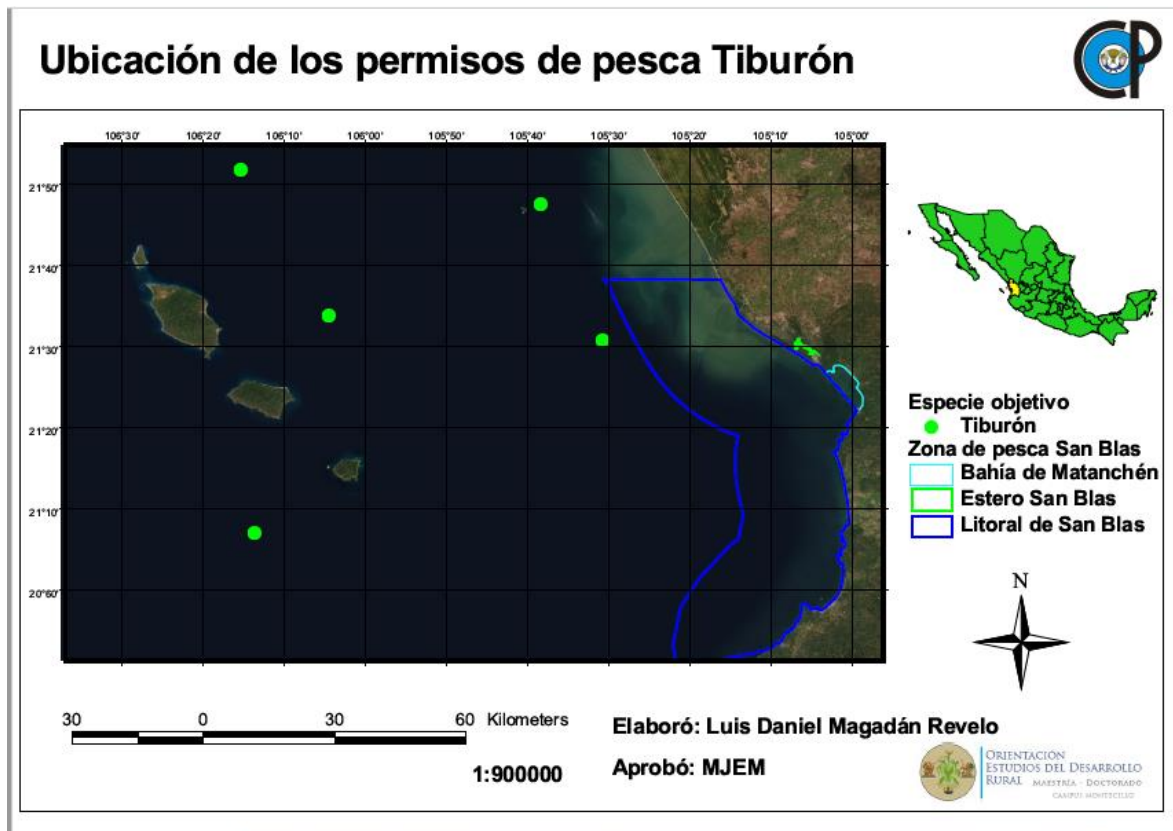 Ubicación de los permisos de pesca Tiburón
CP
106°30' 106°20' 106°10' 106°00' 105°50' 105°40' 105°30' 105°20' 105°10' 105°00'
21°50'
21°40'
21°30'
21°20'
21°10'
20°60'
Especie objetivo
Tiburón
Zona de pesca San Blas
Bahía de Matanchén
Estero San Blas
Litoral de San Blas
N
30 0 30 60 Kilometers
1:900000
Elaboró: Luis Daniel Magadán Revelo
Aprobó: MJEM
ORIENTACIÓN
ESTUDIOS DEL DESARROLLO
RURAL MAESTRÍA - DOCTORADO
CAMPUS MONTECILLO